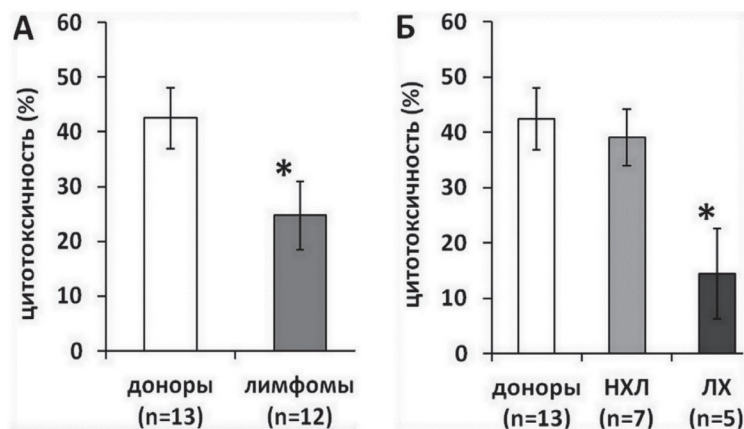 А
цитотоксичность (%)
60
50
40
30
20
10
0
*
доноры
(n=13)
лимфомы
(n=12)
Б
цитотоксичность (%)
60
50
40
30
20
10
0
*
доноры
(n=13)
НХЛ
(n=7)
ЛХ
(n=5)